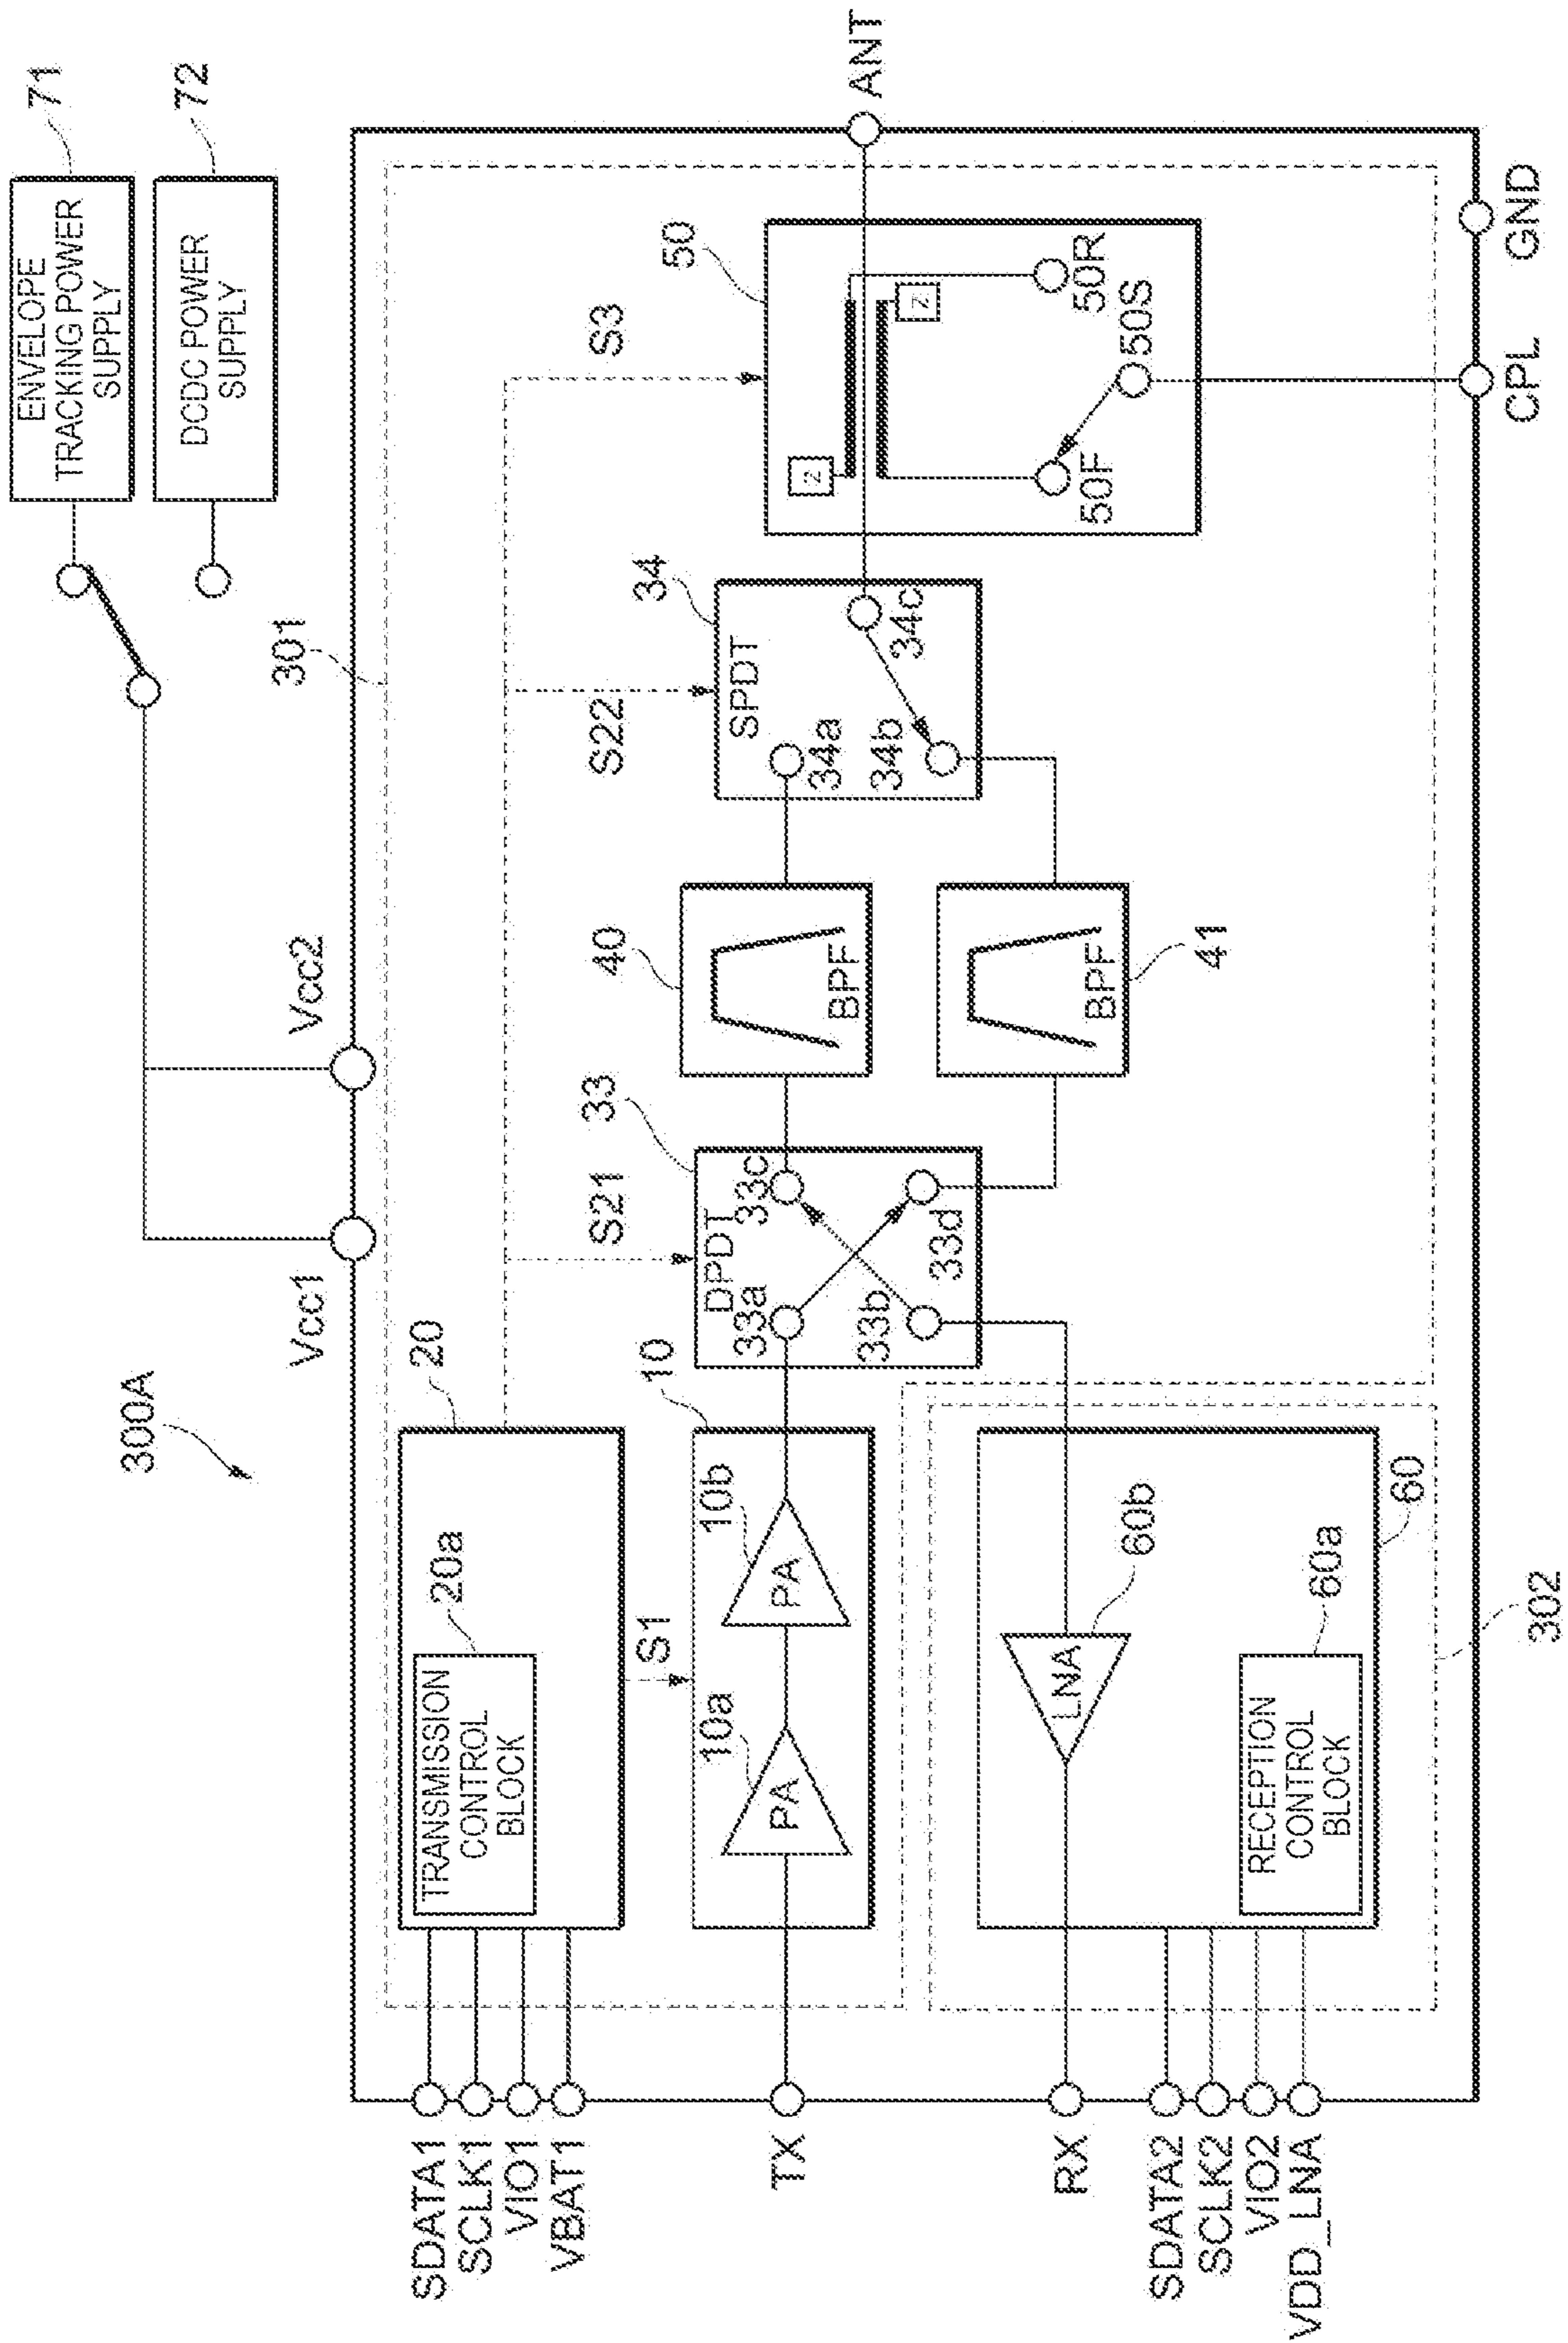 300A
ENVELOPE
TRACKING POWER
SUPPLY
71
DCDC POWER
SUPPLY
72
Vcc1
Vcc2
301
SDATA1
SCLK1
VIO1
VBAT1
TRANSMISSION
CONTROL
BLOCK
20a
20
S1
S21
S22
S3
TX
PA
10a
PA
10b
10
DPDT
33
33a
33b
33c
33d
BPF
40
BPF
41
SPDT
34
34a
34b
34c
50
Z
Z
50F
50R
50S
ANT
RX
LNA
60b
RECEPTION
CONTROL
BLOCK
60a
60
302
SDATA2
SCLK2
VIO2
VDD_LNA
CPL
GND